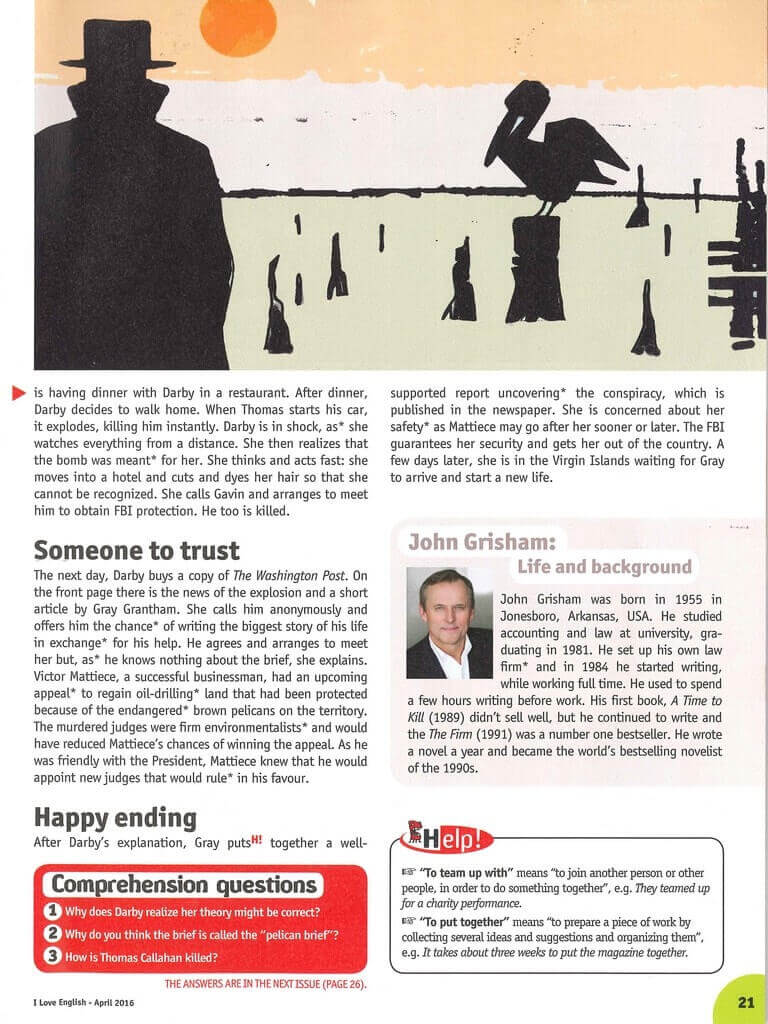 is having dinner with Darby in a restaurant. After dinner,
Darby decides to walk home. When Thomas starts his car,
it explodes, killing him instantly. Darby is in shock, as* she
watches everything from a distance. She then realizes that
the bomb was meant* for her. She thinks and acts fast: she
moves into a hotel and cuts and dyes her hair so that she
cannot be recognized. She calls Gavin and arranges to meet
him to obtain FBI protection. He too is killed.
Someone to trust
The next day, Darby buys a copy of The Washington Post. On
the front page there is the news of the explosion and a short
article by Gray Grantham. She calls him anonymously and
offers him the chance* of writing the biggest story of his life
in exchange* for his help. He agrees and arranges to meet
her but, as* he knows nothing about the brief, she explains.
Victor Mattiece, a successful businessman, had an upcoming
appeal* to regain oil-drilling* land that had been protected
because of the endangered* brown pelicans on the territory.
The murdered judges were firm environmentalists* and would
have reduced Mattiece's chances of winning the appeal. As he
was friendly with the President, Mattiece knew that he would
appoint new judges that would rule* in his favour.
Happy ending
After Darby's explanation, Gray putsH! together a well-
supported report uncovering* the conspiracy, which is
published in the newspaper. She is concerned about her
safety* as Mattiece may go after her sooner or later. The FBI
guarantees her security and gets her out of the country. A
few days later, she is in the Virgin Islands waiting for Gray
to arrive and start a new life.
John Grisham:
Life and background
John Grisham was born in 1955 in
Jonesboro, Arkansas, USA. He studied
accounting and law at university, gra-
duating in 1981. He set up his own law
firm* and in 1984 he started writing,
while working full time. He used to spend
a few hours writing before work. His first book, A Time to
Kill (1989) didn't sell well, but he continued to write and
the The Firm (1991) was a number one bestseller. He wrote
a novel a year and became the world's bestselling novelist
of the 1990s.
Help!
☞ "To team up with" means "to join another person or other
people, in order to do something together", e.g. They teamed up
for a charity performance.
☞ "To put together" means "to prepare a piece of work by
collecting several ideas and suggestions and organizing them",
e.g. It takes about three weeks to put the magazine together.
Comprehension questions
1 Why does Darby realize her theory might be correct?
2 Why do you think the brief is called the "pelican brief"?
3 How is Thomas Callahan killed?
THE ANSWERS ARE IN THE NEXT ISSUE (PAGE 26).
I Love English - April 2016
21